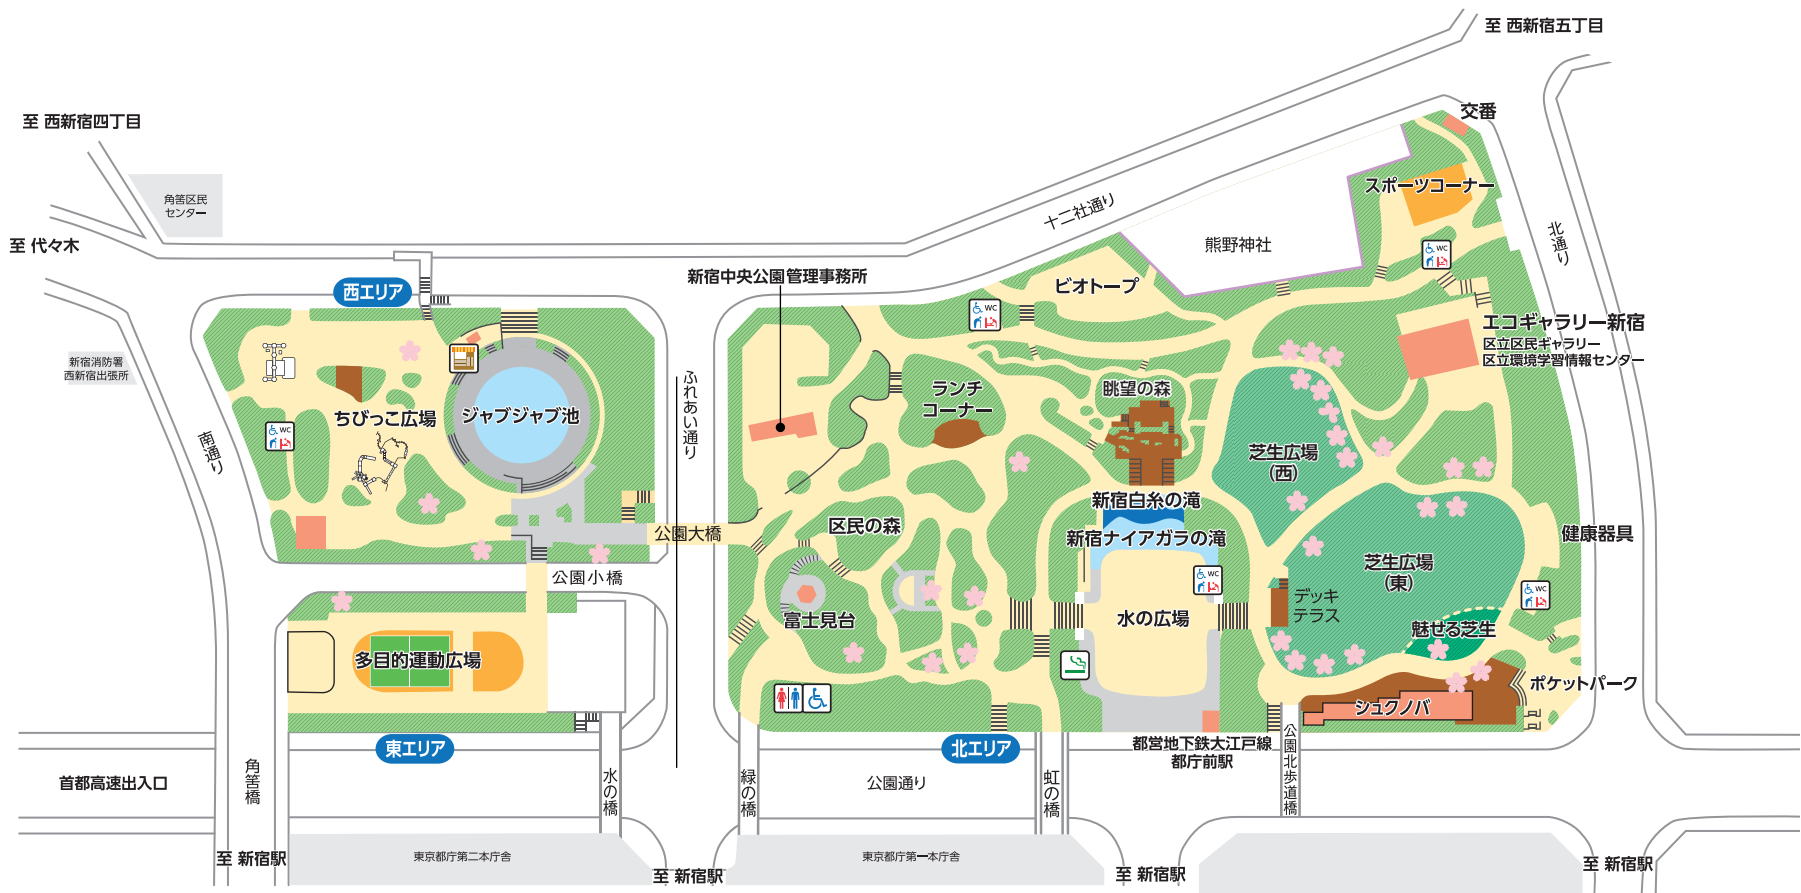 至 西新宿五丁目
交番
至 西新宿四丁目
スポーツコーナー
角筈区民
センター
十二社通り
北通り
至 代々木
熊野神社
WC
新宿中央公園管理事務所
ビオトープ
西エリア
WC
エコギャラリー新宿
区立区民ギャラリー
区立環境学習情報センター
新宿消防署
西新宿出張所
ふれあい通り
ランチ
コーナー
眺望の森
ちびっこ広場
ジャブジャブ池
WC
南通り
芝生広場
(西)
新宿白糸の滝
区民の森
公園大橋
新宿ナイアガラの滝
健康器具
芝生広場
(東)
公園小橋
WC
WC
デッキ
テラス
富士見台
水の広場
魅せる芝生
多目的運動広場
ポケットパーク
シュクノバ
東エリア
北エリア
都営地下鉄大江戸線
都庁前駅
公園北歩道橋
首都高速出入口
角筈橋
水の橋
緑の橋
公園通り
虹の橋
至 新宿駅
東京都庁第二本庁舎
至 新宿駅
東京都庁第一本庁舎
至 新宿駅
至 新宿駅